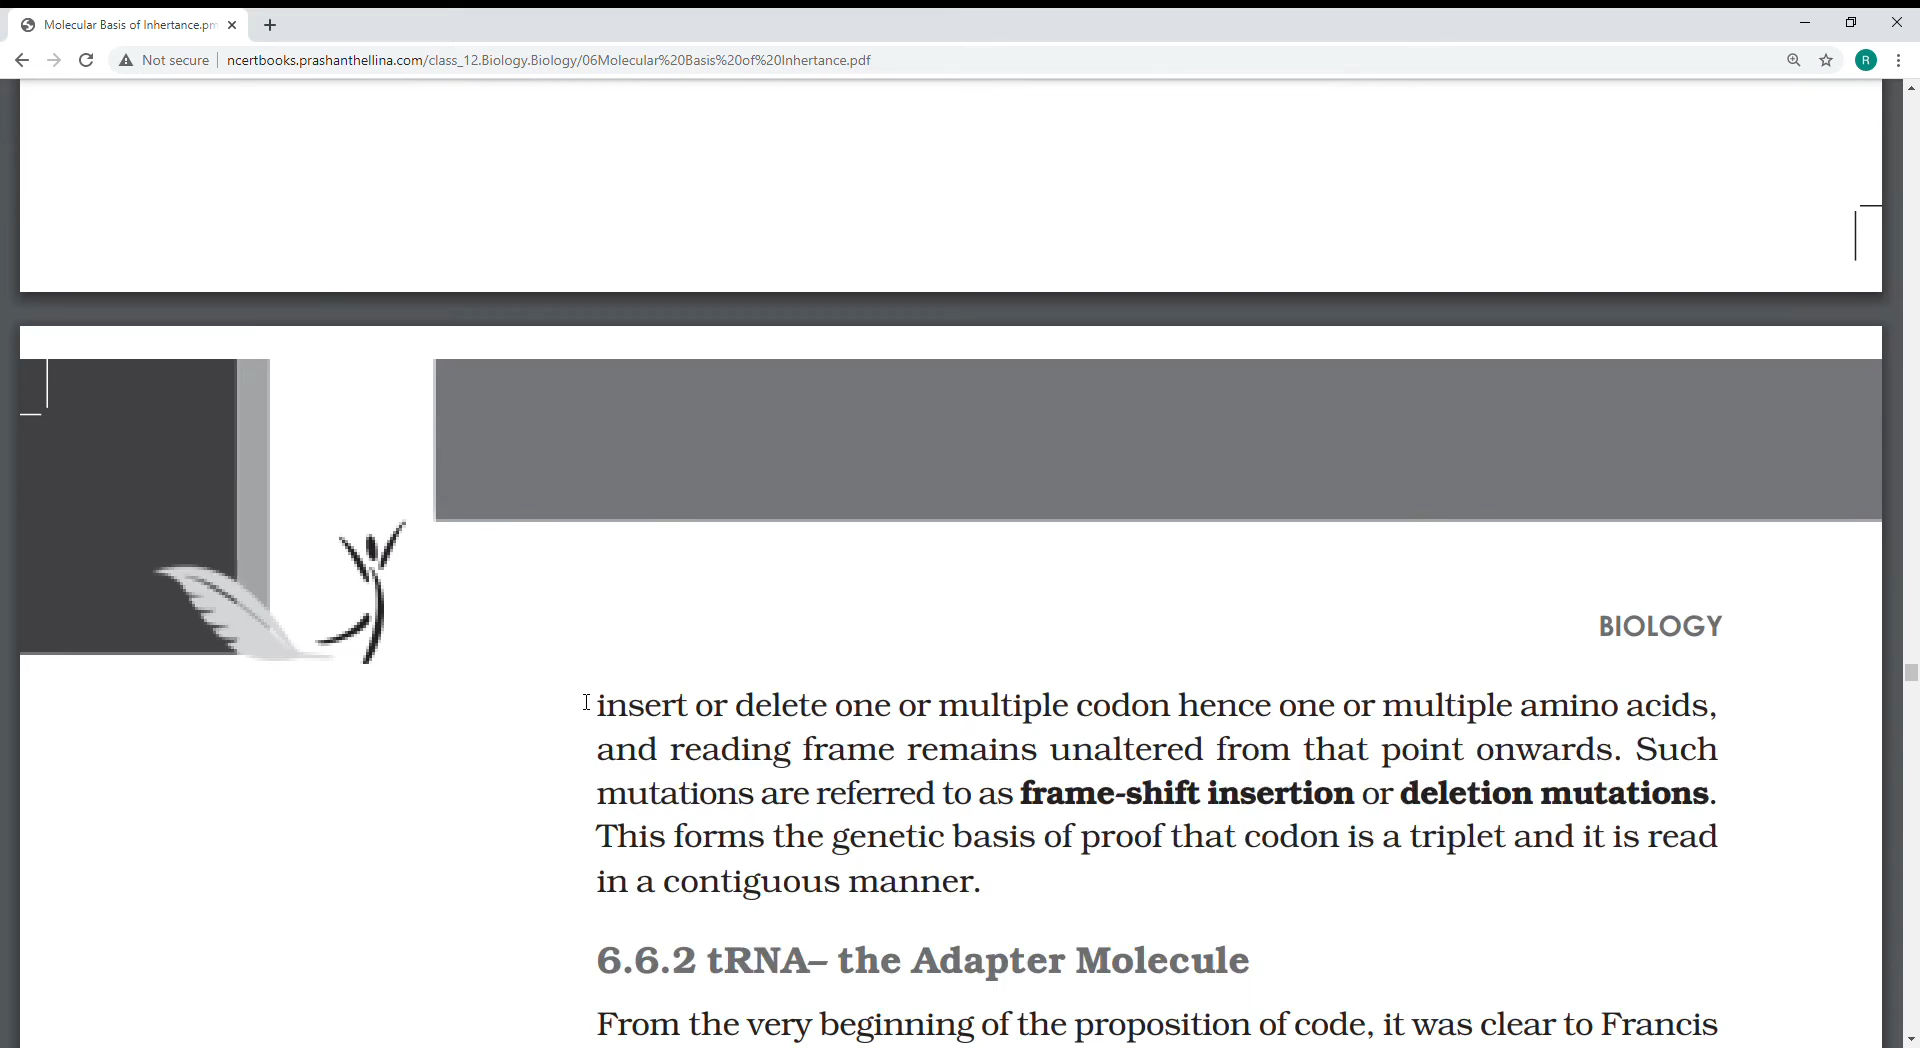 Molecular Basis of Inhertance.pm
Not secure
ncertbooks.prashanthellina.com/class_12.Biology.Biology/06Molecular%20Basis%20of%20Inhertance.pdf
R
BIOLOGY
insert or delete one or multiple codon hence one or multiple amino acids,
and reading frame remains unaltered from that point onwards. Such
mutations are referred to as frame-shift insertion or deletion mutations.
This forms the genetic basis of proof that codon is a triplet and it is read
in a contiguous manner.
6.6.2 tRNA– the Adapter Molecule
From the very beginning of the proposition of code, it was clear to Francis